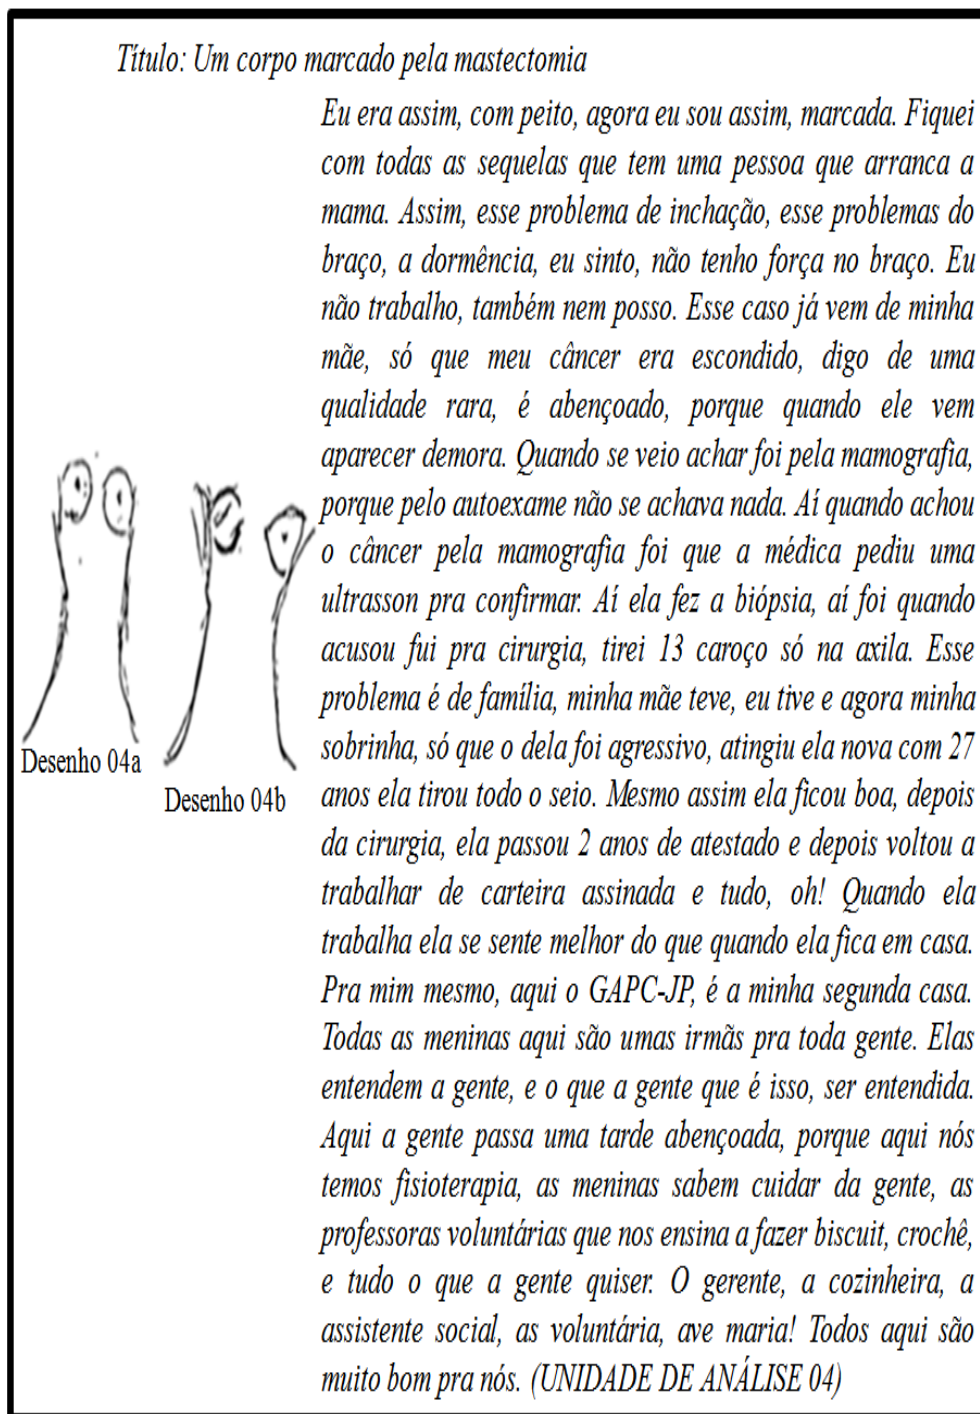 Título: Um corpo marcado pela mastectomia
Eu era assim, com peito, agora eu sou assim, marcada. Fiquei
com todas as sequelas que tem uma pessoa que arranca a
mama. Assim, esse problema de inchação, esse problemas do
braço, a dormência, eu sinto, não tenho força no braço. Eu
não trabalho, também nem posso. Esse caso já vem de minha
mãe, só que meu câncer era escondido, digo de uma
qualidade rara, é abençoado, porque quando ele vem
aparecer demora. Quando se veio achar foi pela mamografia,
porque pelo autoexame não se achava nada. Aí quando achou
o câncer pela mamografia foi que a médica pediu uma
ultrasson pra confirmar. Aí ela fez a biópsia, aí foi quando
acusou fui pra cirurgia, tirei 13 caroço só na axila. Esse
problema é de família, minha mãe teve, eu tive e agora minha
sobrinha, só que o dela foi agressivo, atingiu ela nova com 27
anos ela tirou todo o seio. Mesmo assim ela ficou boa, depois
da cirurgia, ela passou 2 anos de atestado e depois voltou a
trabalhar de carteira assinada e tudo, oh! Quando ela
trabalha ela se sente melhor do que quando ela fica em casa.
Pra mim mesmo, aqui o GAPC-JP, é a minha segunda casa.
Todas as meninas aqui são umas irmãs pra toda gente. Elas
entendem a gente, e o que a gente que é isso, ser entendida.
Aqui a gente passa uma tarde abençoada, porque aqui nós
temos fisioterapia, as meninas sabem cuidar da gente, as
professoras voluntárias que nos ensina a fazer biscuit, crochê,
e tudo o que a gente quiser. O gerente, a cozinheira, a
assistente social, as voluntária, ave maria! Todos aqui são
muito bom pra nós. (UNIDADE DE ANÁLISE 04)
Desenho 04a
Desenho 04b